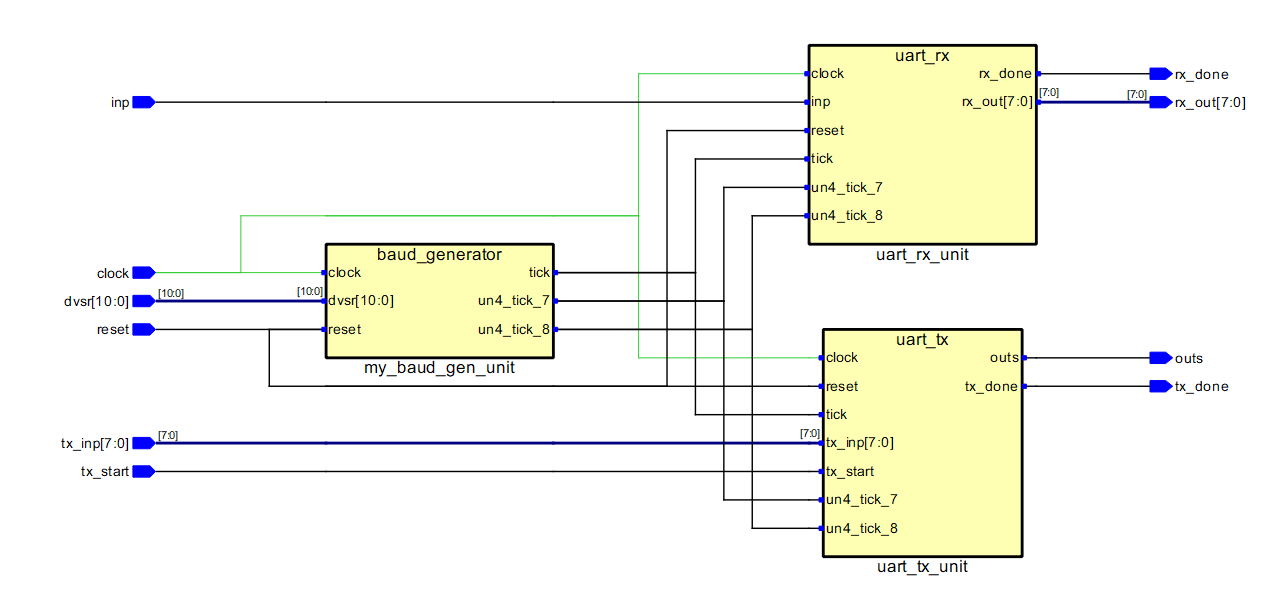 uart_rx
clock
rx_done
rx_done
inp
inp
rx_out[7:0]
[7:0]
[7:0]
rx_out[7:0]
reset
tick
un4_tick_7
un4_tick_8
uart_rx_unit
baud_generator
clock
clock
tick
dvsr[10:0]
[10:0]
[10:0]
dvsr[10:0]
un4_tick_7
reset
reset
un4_tick_8
my_baud_gen_unit
uart_tx
clock
outs
outs
reset
tx_done
tx_done
tick
tx_inp[7:0]
[7:0]
[7:0]
tx_inp[7:0]
tx_start
tx_start
un4_tick_7
un4_tick_8
uart_tx_unit